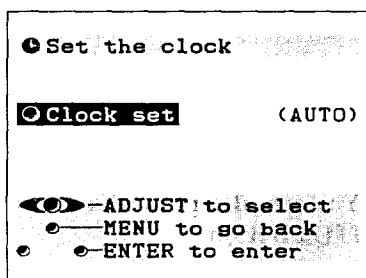 Set the clock
Clock set (AUTO)
ADJUST to select
MENU to go back
ENTER to enter